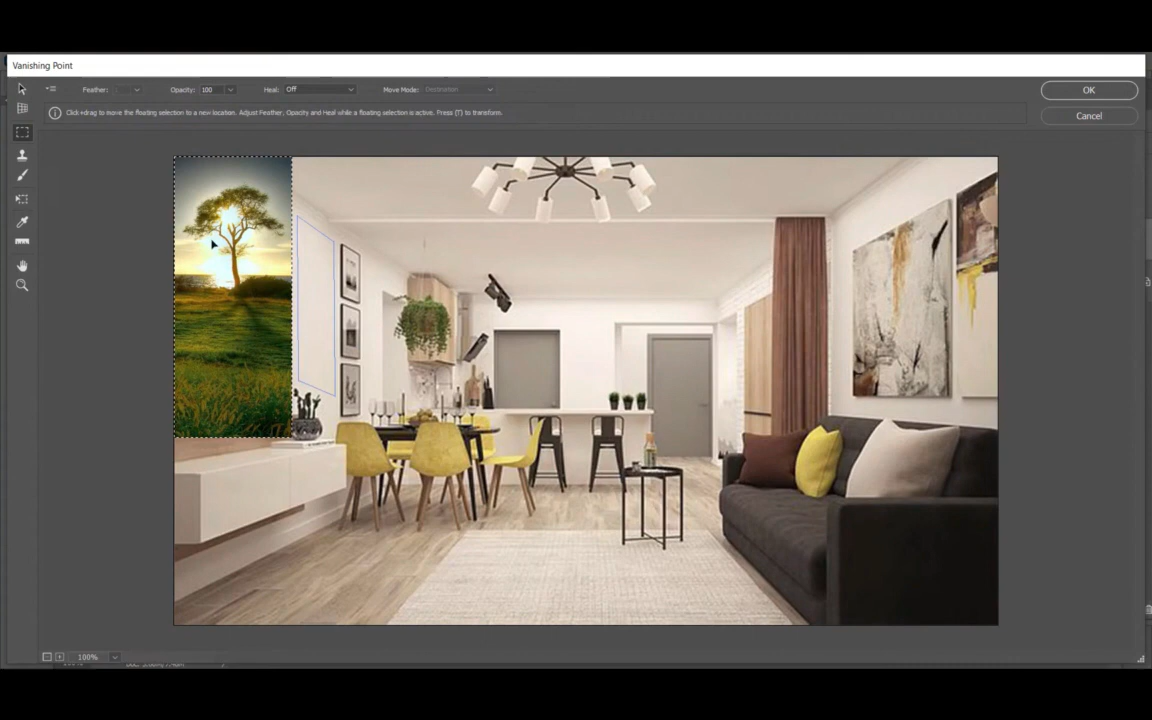 Vanishing Point
Feather: Opacity: 100 Heal: Off Move Mode: Destination
OK
Click+drag to move the floating selection to a new location. Adjust Feather, Opacity and Heal while a floating selection is active. Press (T) to transform.
Cancel
100%